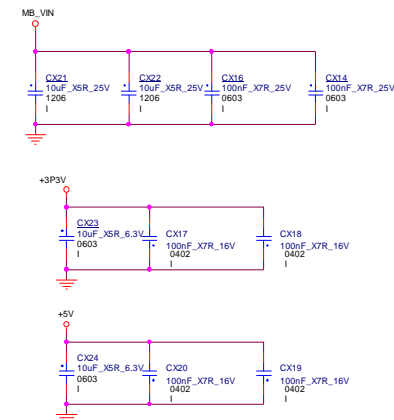 MB_VIN
CX21
10uF_X5R_25V
1206
I
CX22
10uF_X5R_25V
1206
I
CX16
100nF_X7R_25V
0603
I
CX14
100nF_X7R_25V
0603
I
+3P3V
CX23
10uF_X5R_6.3V
0603
I
CX17
100nF_X7R_16V
0402
I
CX18
100nF_X7R_16V
0402
I
+5V
CX24
10uF_X5R_6.3V
0603
I
CX20
100nF_X7R_16V
0402
I
CX19
100nF_X7R_16V
0402
I